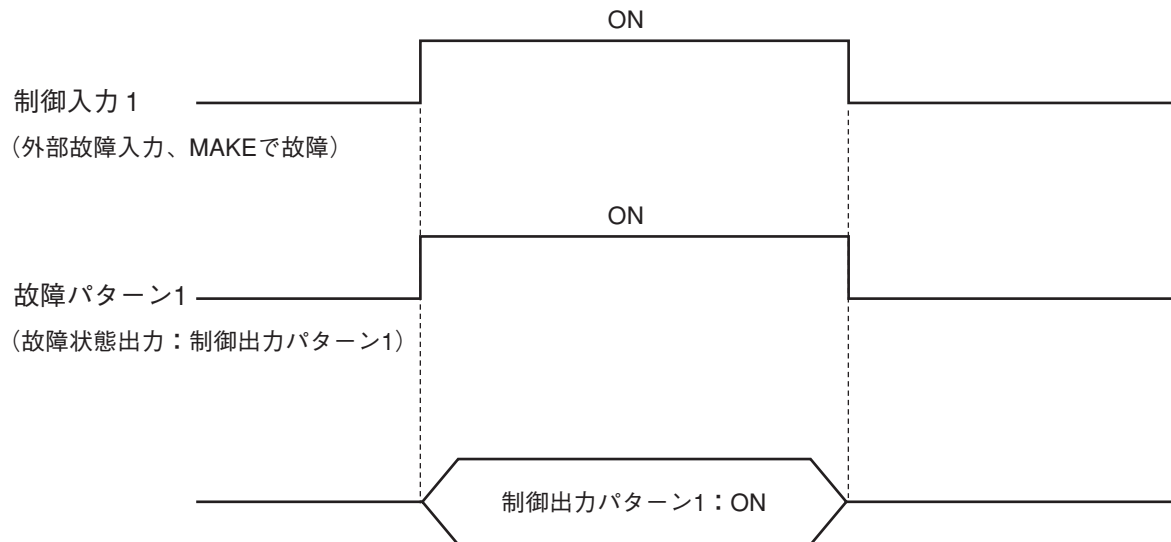 ON
制御入力1
（外部故障入力、MAKEで故障）
ON
故障パターン1
（故障状態出力：制御出力パターン1）
制御出力パターン1：ON